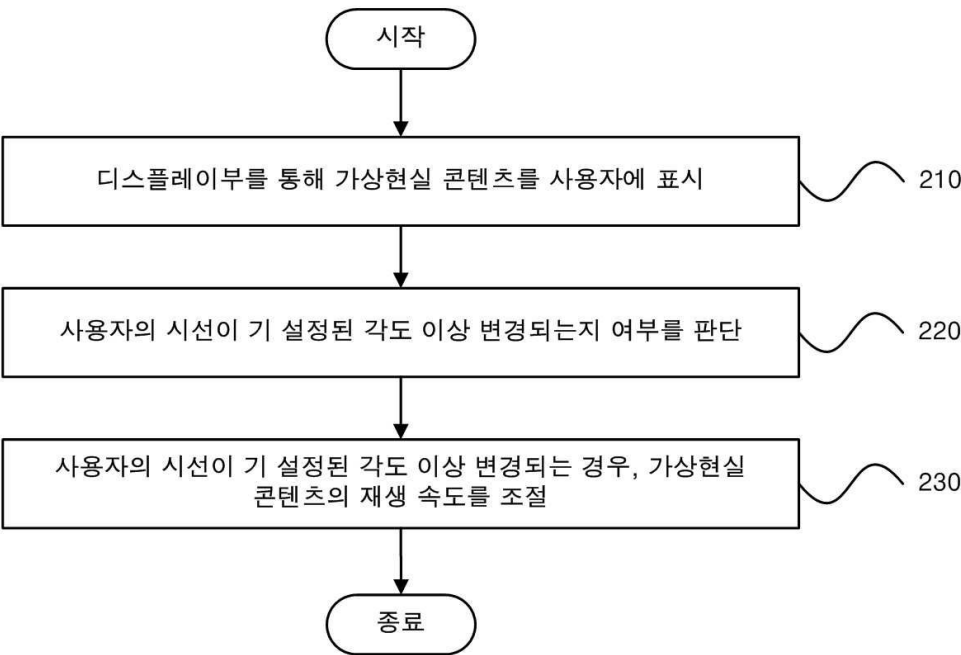 시작
디스플레이부를 통해 가상현실 콘텐츠를 사용자에 표시
210
사용자의 시선이 기 설정된 각도 이상 변경되는지 여부를 판단
220
사용자의 시선이 기 설정된 각도 이상 변경되는 경우, 가상현실
콘텐츠의 재생 속도를 조절
230
종료